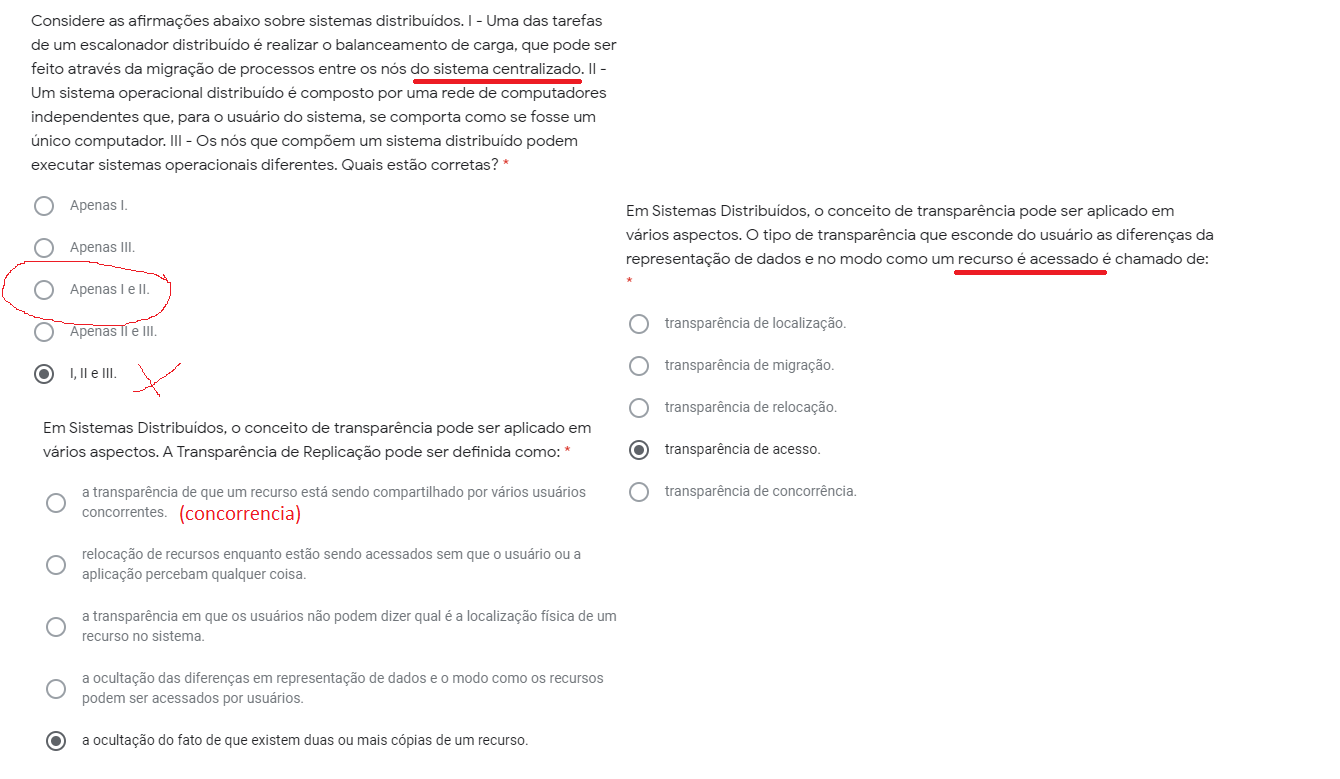 Considere as afirmações abaixo sobre sistemas distribuídos. I - Uma das tarefas
de um escalonador distribuído é realizar o balanceamento de carga, que pode ser
feito através da migração de processos entre os nós do sistema centralizado. II -
Um sistema operacional distribuído é composto por uma rede de computadores
independentes que, para o usuário do sistema, se comporta como se fosse um
único computador. III - Os nós que compõem um sistema distribuído podem
executar sistemas operacionais diferentes. Quais estão corretas? *
Apenas I.
Apenas III.
Apenas I e II.
Apenas II e III.
I, II e III.
Em Sistemas Distribuídos, o conceito de transparência pode ser aplicado em
vários aspectos. A Transparência de Replicação pode ser definida como: *
a transparência de que um recurso está sendo compartilhado por vários usuários
concorrentes. (concorrencia)
relocação de recursos enquanto estão sendo acessados sem que o usuário ou a
aplicação percebam qualquer coisa.
a transparência em que os usuários não podem dizer qual é a localização física de um
recurso no sistema.
a ocultação das diferenças em representação de dados e o modo como os recursos
podem ser acessados por usuários.
a ocultação do fato de que existem duas ou mais cópias de um recurso.
Em Sistemas Distribuídos, o conceito de transparência pode ser aplicado em
vários aspectos. O tipo de transparência que esconde do usuário as diferenças da
representação de dados e no modo como um recurso é acessado é chamado de:
*
transparência de localização.
transparência de migração.
transparência de relocação.
transparência de acesso.
transparência de concorrência.